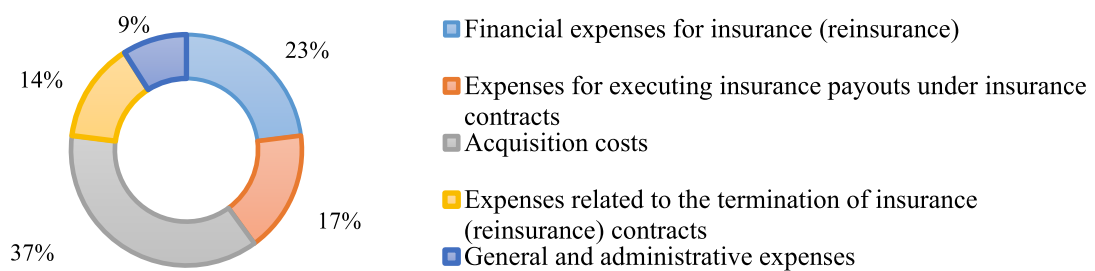 9%
23%
14%
17%
37%
Financial expenses for insurance (reinsurance)
Expenses for executing insurance payouts under insurance
contracts
Acquisition costs
Expenses related to the termination of insurance
(reinsurance) contracts
General and administrative expenses